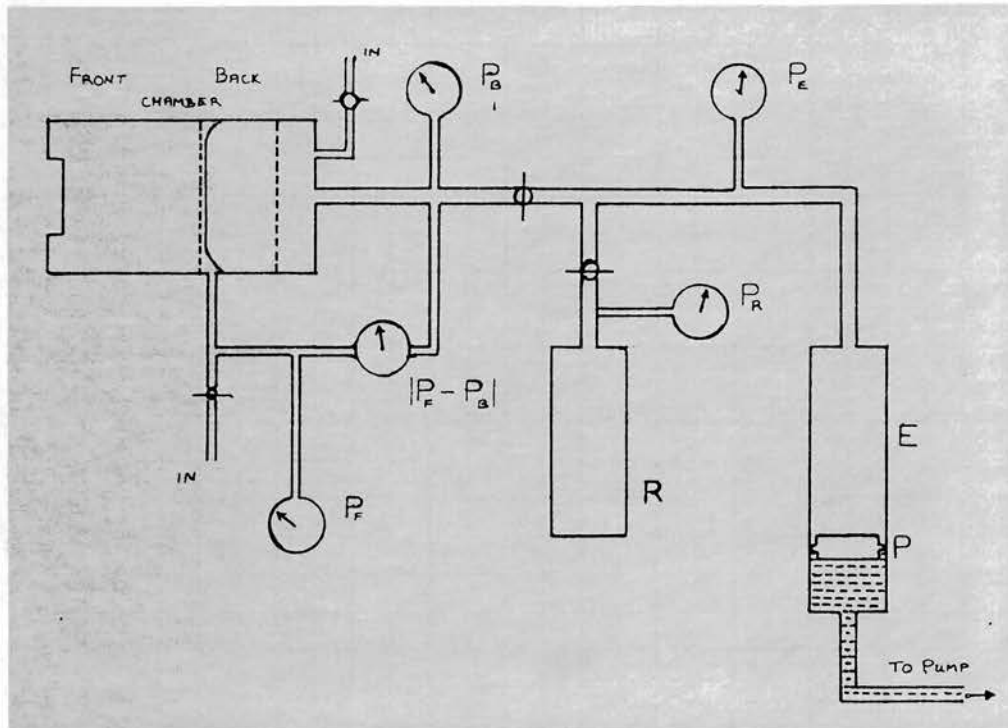 IN
FRONT BACK
CHAMBER
P_B
P_E
P_R
|P_F - P_B|
IN
P_F
R
E
P
TO PUMP